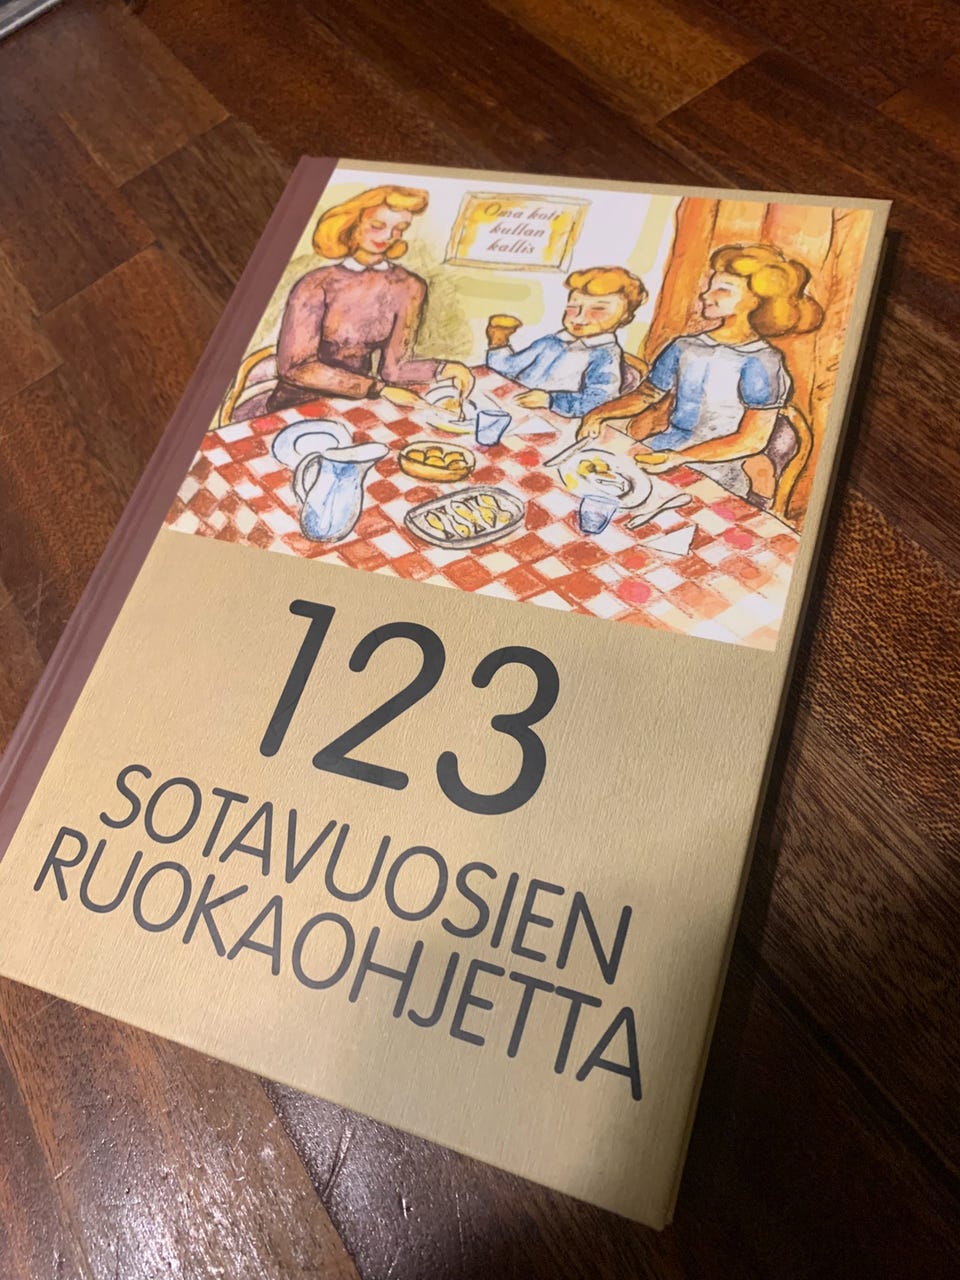 Oma koti
kullan
kallis
123
SOTAVUOSIEN
RUOKAOHJETTA